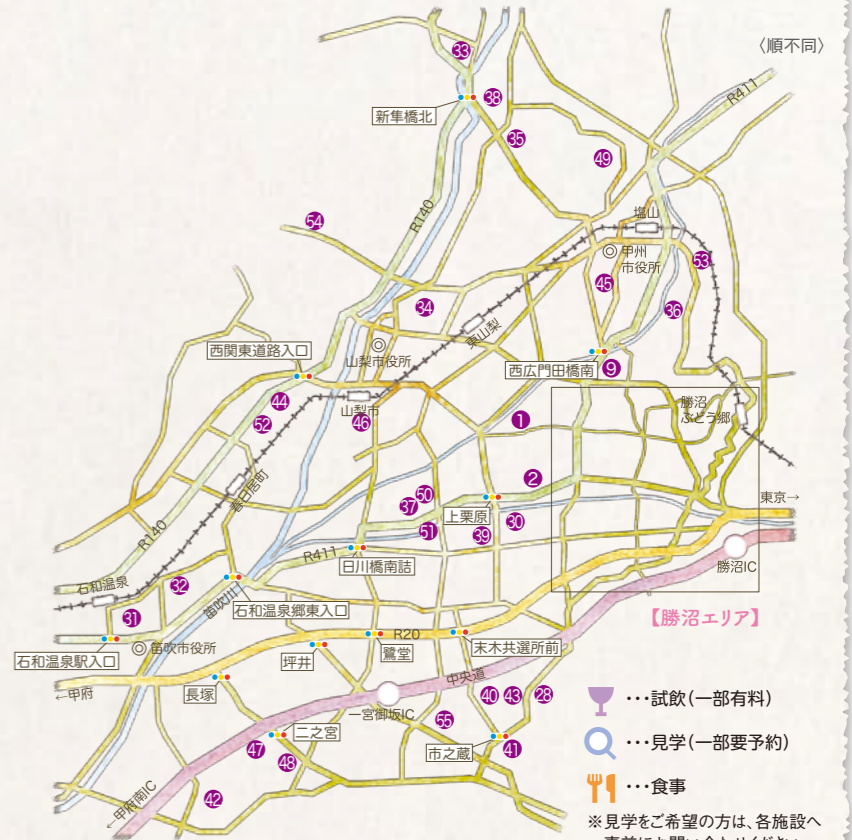 〈順不同〉
33
新隼橋北
38
R411
35
49
54
R140
塩山
甲州
市役所
53
45
34
36
東山梨
西関東道路入口
山梨市役所
西広門田橋南
9
44
山梨市
勝沼
ぶどう郷
52
46
1
春日居町
2
50
37
上栗原
東京→
30
51
39
R140
R411
日川橋南詰
勝沼IC
石和温泉
32
笛吹川
石和温泉郷東入口
【勝沼エリア】
31
石和温泉駅入口
笛吹市役所
R20
鷺堂
末木共選所前
坪井
←甲府
長塚
中央道
一宮御坂IC
40
43
28
55
二之宮
市之蔵
47
48
41
42
←甲府南IC
・・・試飲(一部有料)
・・・見学(一部要予約)
・・・食事
※見学をご希望の方は、各施設へ